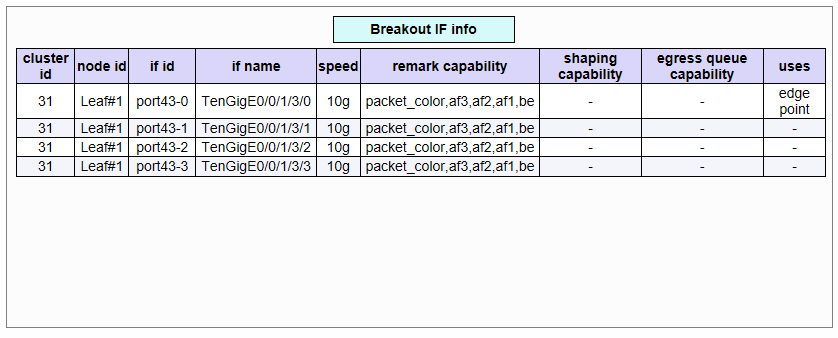 Breakout IF info
cluster id node id if id if name speed remark capability shaping capability egress queue capability uses
31 Leaf#1 port43-0 TenGigE0/0/1/3/0 10g packet_color,af3,af2,af1,be - - edge point
31 Leaf#1 port43-1 TenGigE0/0/1/3/1 10g packet_color,af3,af2,af1,be - - -
31 Leaf#1 port43-2 TenGigE0/0/1/3/2 10g packet_color,af3,af2,af1,be - - -
31 Leaf#1 port43-3 TenGigE0/0/1/3/3 10g packet_color,af3,af2,af1,be - - -